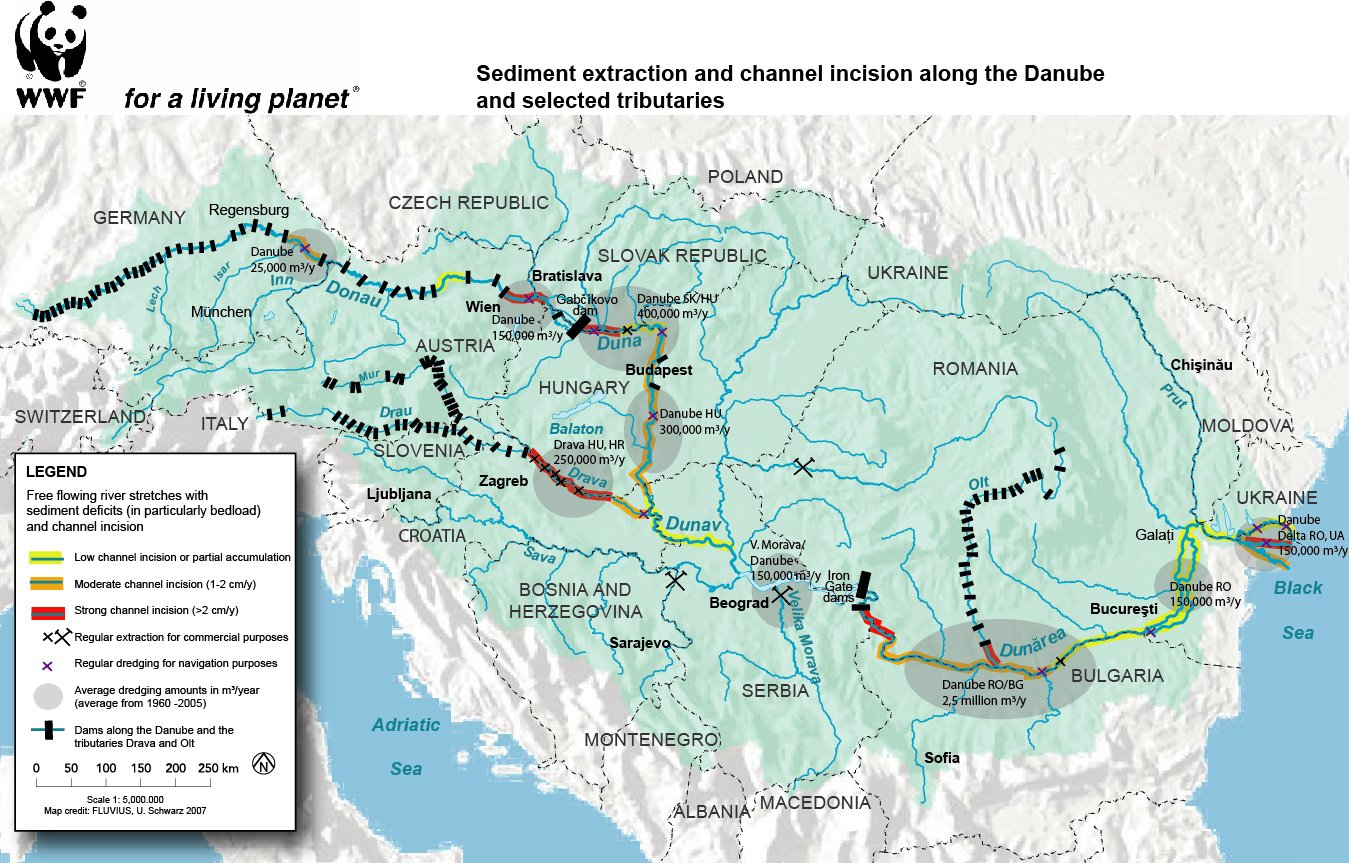 WWF
for a living planet®
Sediment extraction and channel incision along the Danube
and selected tributaries
POLAND
CZECH REPUBLIC
GERMANY
Regensburg
Danube
25,000 m³/y
SLOVAK REPUBLIC
UKRAINE
Bratislava
Isar
Inn
Lech
Donau
München
Wien
Gabčíkovo
dam
Danube SK/HU
400,000 m³/y
Danube
150,000 m³/y
Duna
AUSTRIA
Budapest
Chişinău
ROMANIA
Mur
HUNGARY
Prut
SWITZERLAND
ITALY
Drau
Balaton
Danube HU
300,000 m³/y
MOLDOVA
SLOVENIA
Drava HU, HR
250,000 m³/y
Drava
Zagreb
Olt
Ljubljana
UKRAINE
CROATIA
Dunav
Galaţi
Danube
Delta RO, UA
150,000 m³/y
Sava
V. Morava/
Danube
150,000 m³/y
Iron
Gate
dams
BOSNIA AND
HERZEGOVINA
Beograd
Velika Morava
Danube RO
150,000 m³/y
Black
Sea
Bucureşti
Sarajevo
Dunărea
SERBIA
Danube RO/BG
2,5 million m³/y
BULGARIA
Adriatic
Sea
MONTENEGRO
Sofia
ALBANIA
MACEDONIA
LEGEND
Free flowing river stretches with
sediment deficits (in particularly bedload)
and channel incision
Low channel incision or partial accumulation
Moderate channel incision (1-2 cm/y)
Strong channel incision (>2 cm/y)
Regular extraction for commercial purposes
Regular dredging for navigation purposes
Average dredging amounts in m³/year
(average from 1960 -2005)
Dams along the Danube and the
tributaries Drava and Olt
0 50 100 150 200 250 km
N
Scale 1: 5,000.000
Map credit: FLUVIUS, U. Schwarz 2007